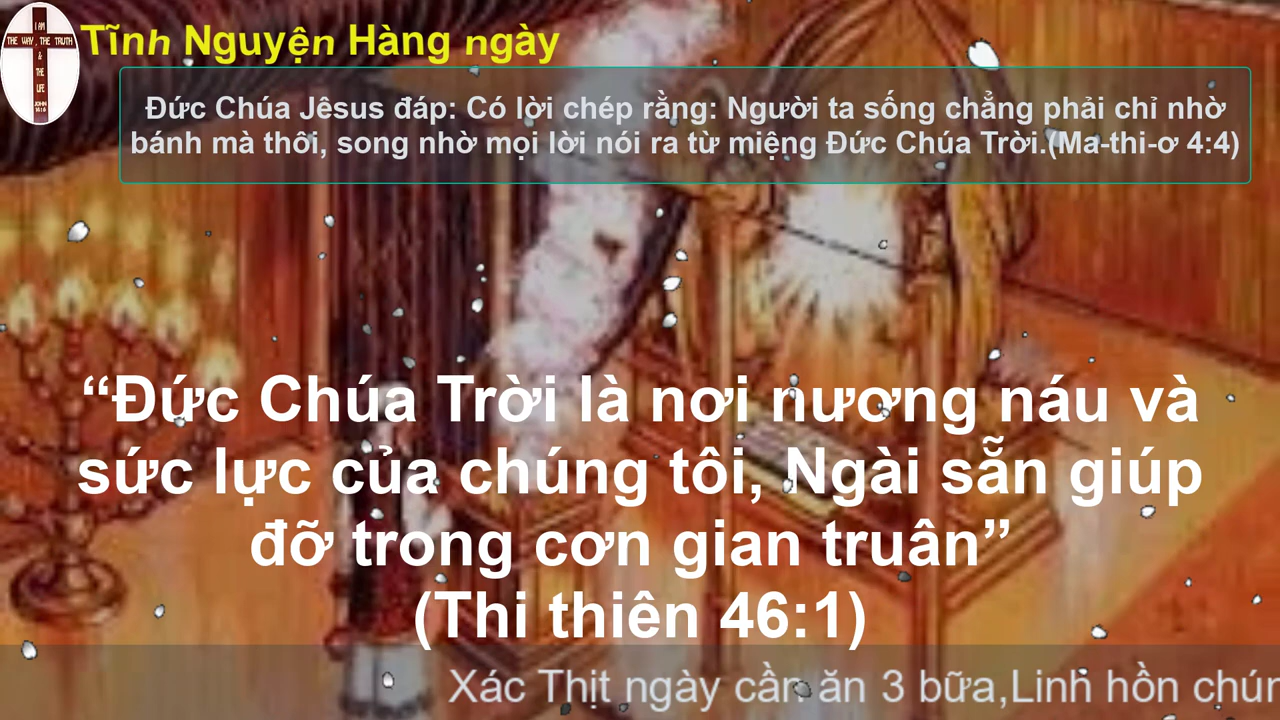 I AM
THE WAY, THE TRUTH
&
THE
LIFE
JOHN
Tĩnh Nguyện Hàng ngày
Đức Chúa Jêsus đáp: Có lời chép rằng: Người ta sống chẳng phải chỉ nhờ
bánh mà thôi, song nhờ mọi lời nói ra từ miệng Đức Chúa Trời.(Ma-thi-ơ 4:4)
“Đức Chúa Trời là nơi nương náu và
sức lực của chúng tôi, Ngài sẵn giúp
đỡ trong cơn gian truân”
(Thi thiên 46:1)
Xác Thịt ngày cần ăn 3 bữa,Linh hồn